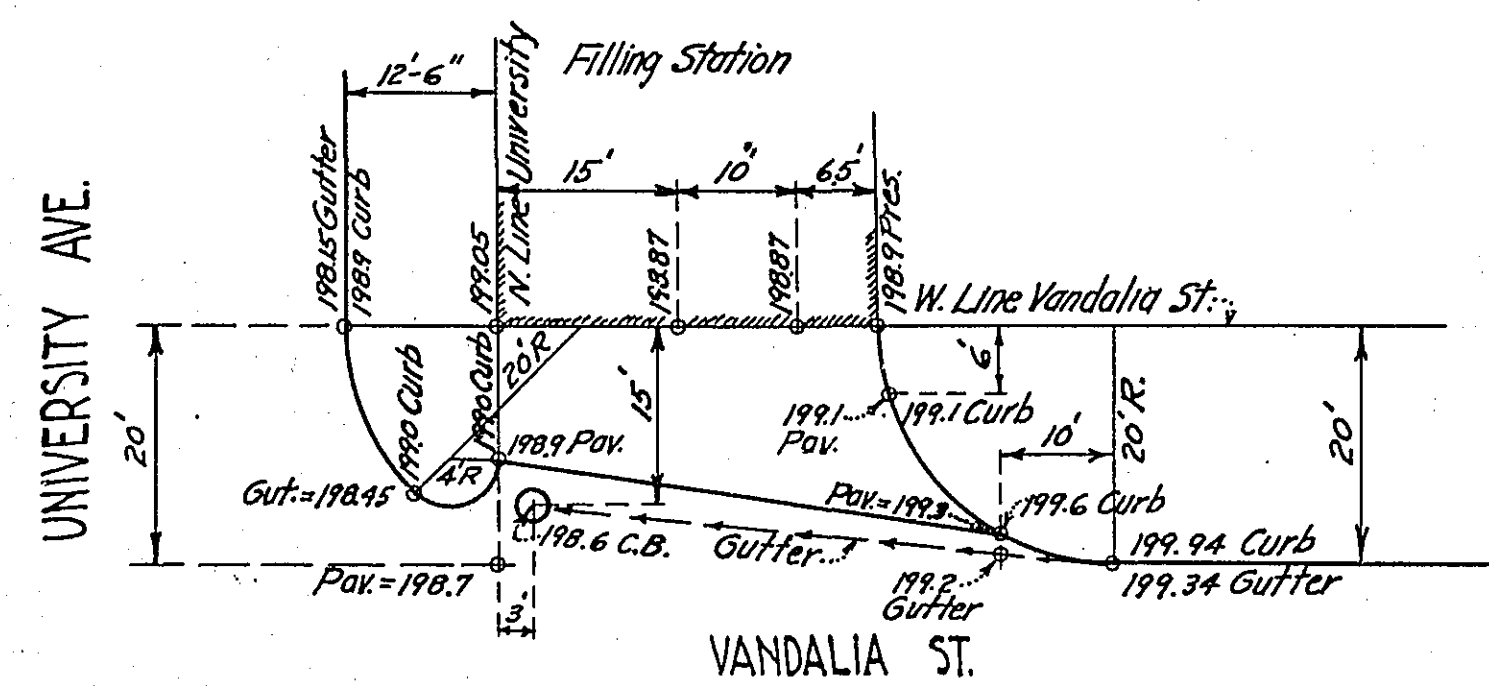 Filling Station
12'-6"
N. Line University
15'
10"
6.5'
198.15 Gutter
198.9 Curb
199.05
198.87
198.87
198.9 Pres.
UNIVERSITY AVE.
W. Line Vandalia St.
20'
199.0 Curb
199.0 Curb
20' R
15'
6'
199.1 Pav.
199.1 Curb
10'
20' R.
20'
198.9 Pav.
4' R
Gut.=198.45
Pav.=199.3
199.6 Curb
198.6 C.B.
Gutter
199.94 Curb
Pav.=198.7
199.2
Gutter
199.34 Gutter
3'
VANDALIA ST.